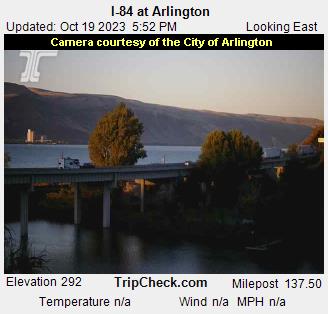 I-84 at Arlington
Updated: Oct 19 2023 5:52 PM Looking East
Camera courtesy of the City of Arlington
Elevation 292 TripCheck.com Milepost 137.50
Temperature n/a Wind n/a MPH n/a